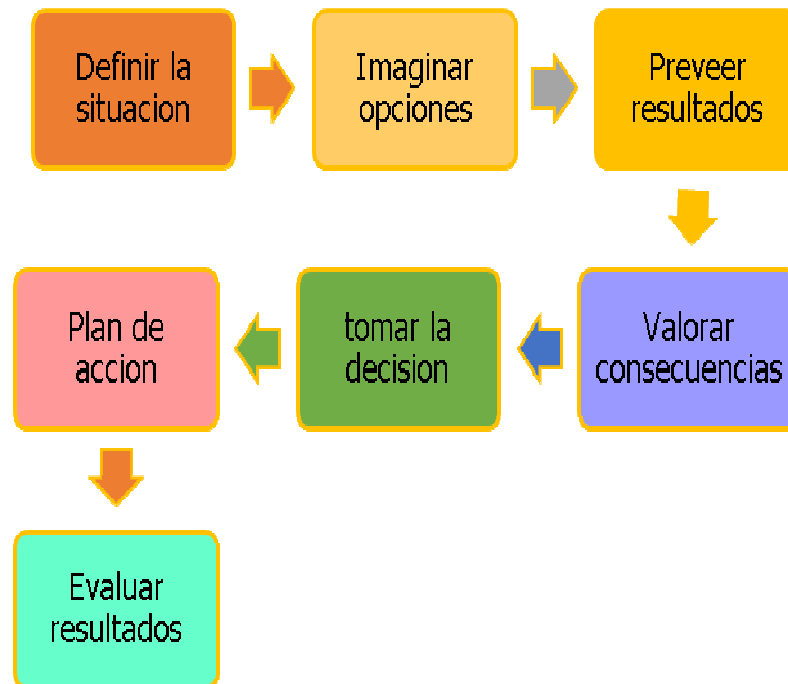 Definir la
situacion
Imaginar
opciones
Preveer
resultados
Valorar
consecuencias
tomar la
decision
Plan de
accion
Evaluar
resultados